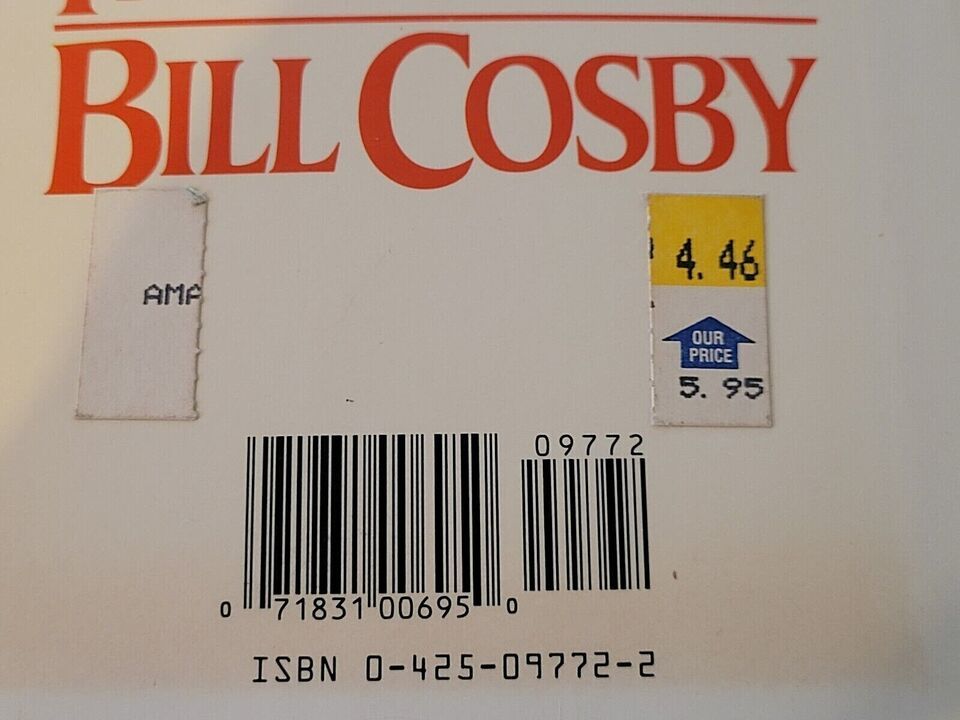 BILL COSBY
AMA
4.46
OUR
PRICE
5.95
09772
0 71831 00695 0
ISBN 0-425-09772-2